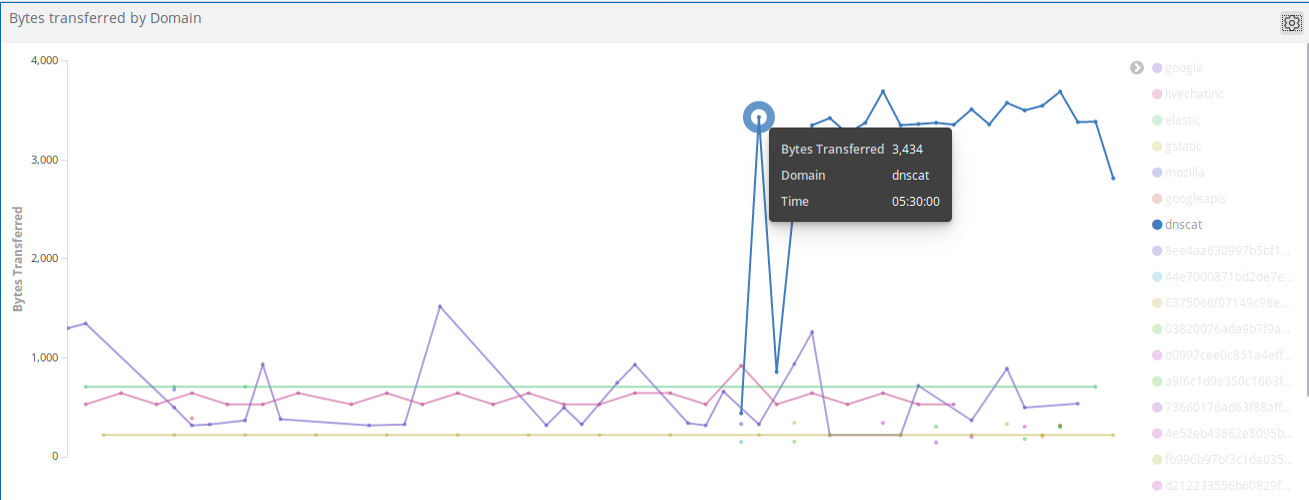 Bytes transferred by Domain
4,000
3,000
2,000
1,000
0
Bytes Transferred
Bytes Transferred 3,434
Domain dnscat
Time 05:30:00
google
livechatinc
elastic
gstatic
mozilla
googleapis
dnscat
8ee4aa630997b5bf1...
44e7000871bd2de7e...
6375066f07149c98e...
03820076ada9b7f9a...
d0997cee0c851a4eff...
a9f6c1d9e350c1663f...
73660176ad63f88aff...
4e52eb43862e8095b...
fb996b97bf3c1da035...
d212233556b60829f...